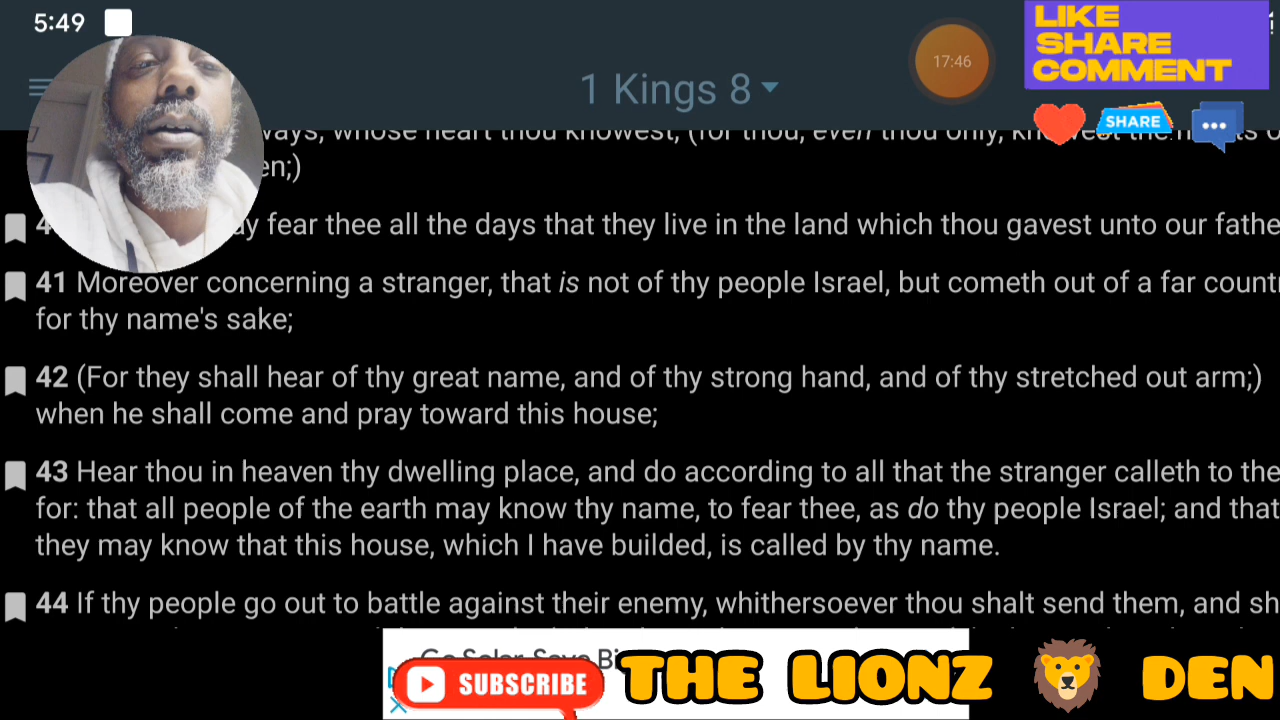 5:49
17:46
LIKE
SHARE
COMMENT
1 Kings 8
SHARE
whose heart thou knowest, (for thou, even thou only,
en;)
fear thee all the days that they live in the land which thou gavest unto our fathe
41 Moreover concerning a stranger, that is not of thy people Israel, but cometh out of a far countr
for thy name's sake;
42 (For they shall hear of thy great name, and of thy strong hand, and of thy stretched out arm;)
when he shall come and pray toward this house;
43 Hear thou in heaven thy dwelling place, and do according to all that the stranger calleth to the
for: that all people of the earth may know thy name, to fear thee, as do thy people Israel; and that
they may know that this house, which I have builded, is called by thy name.
44 If thy people go out to battle against their enemy, whithersoever thou shalt send them, and sh
Go Solar, Save Bi
SUBSCRIBE
THE LIONZ DEN